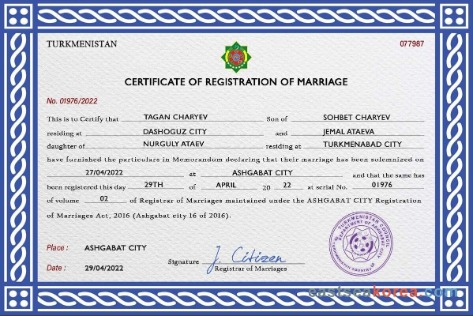 TURKMENISTAN 077987
CERTIFICATE OF REGISTRATION OF MARRIAGE
No. 01976/2022
This is to Certify that TAGAN CHARYEV Son of SOHBET CHARYEV
residing at DASHOGUZ CITY and JEMAL ATAEVA
daughter of NURGULY ATAEV residing at TURKMENABAD CITY
have furnished the particulars in Memorandum declaring that their marriage has been solemnized on
27/04/2022 at ASHGABAT CITY and that the same has
been registered this day 29TH of APRIL 20 22 at serial No. 01976
of volume 02 of Registrar of Marriages maintained under the ASHGABAT CITY Registration
of Marriages Act, 2016 (Ashgabat city 16 of 2016).
Place : ASHGABAT CITY
Signature J. Citizen
Date : 29/04/2022 Registrar of Marriages
TURKMENISTAN COUNCIL